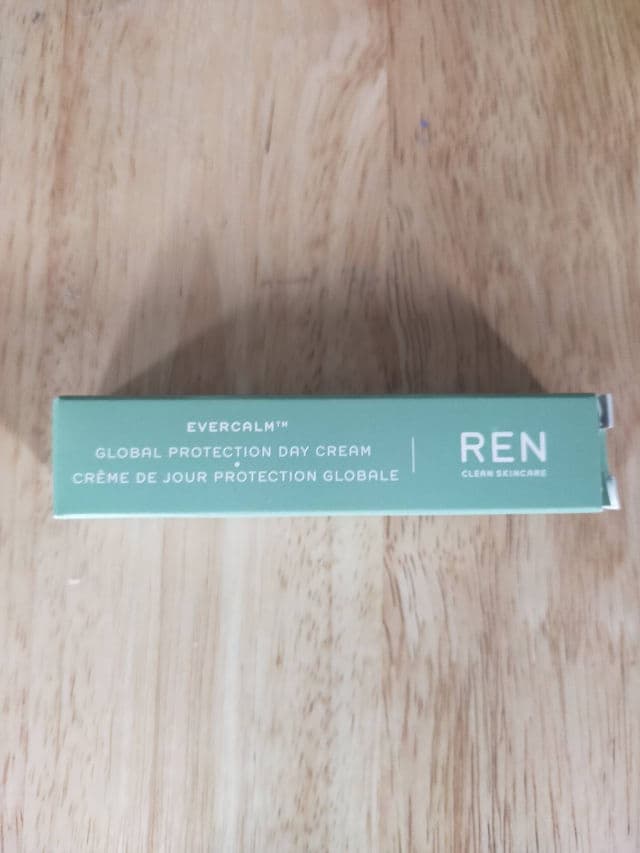 EVERCALM™
GLOBAL PROTECTION DAY CREAM
CRÈME DE JOUR PROTECTION GLOBALE
REN
CLEAN SKINCARE